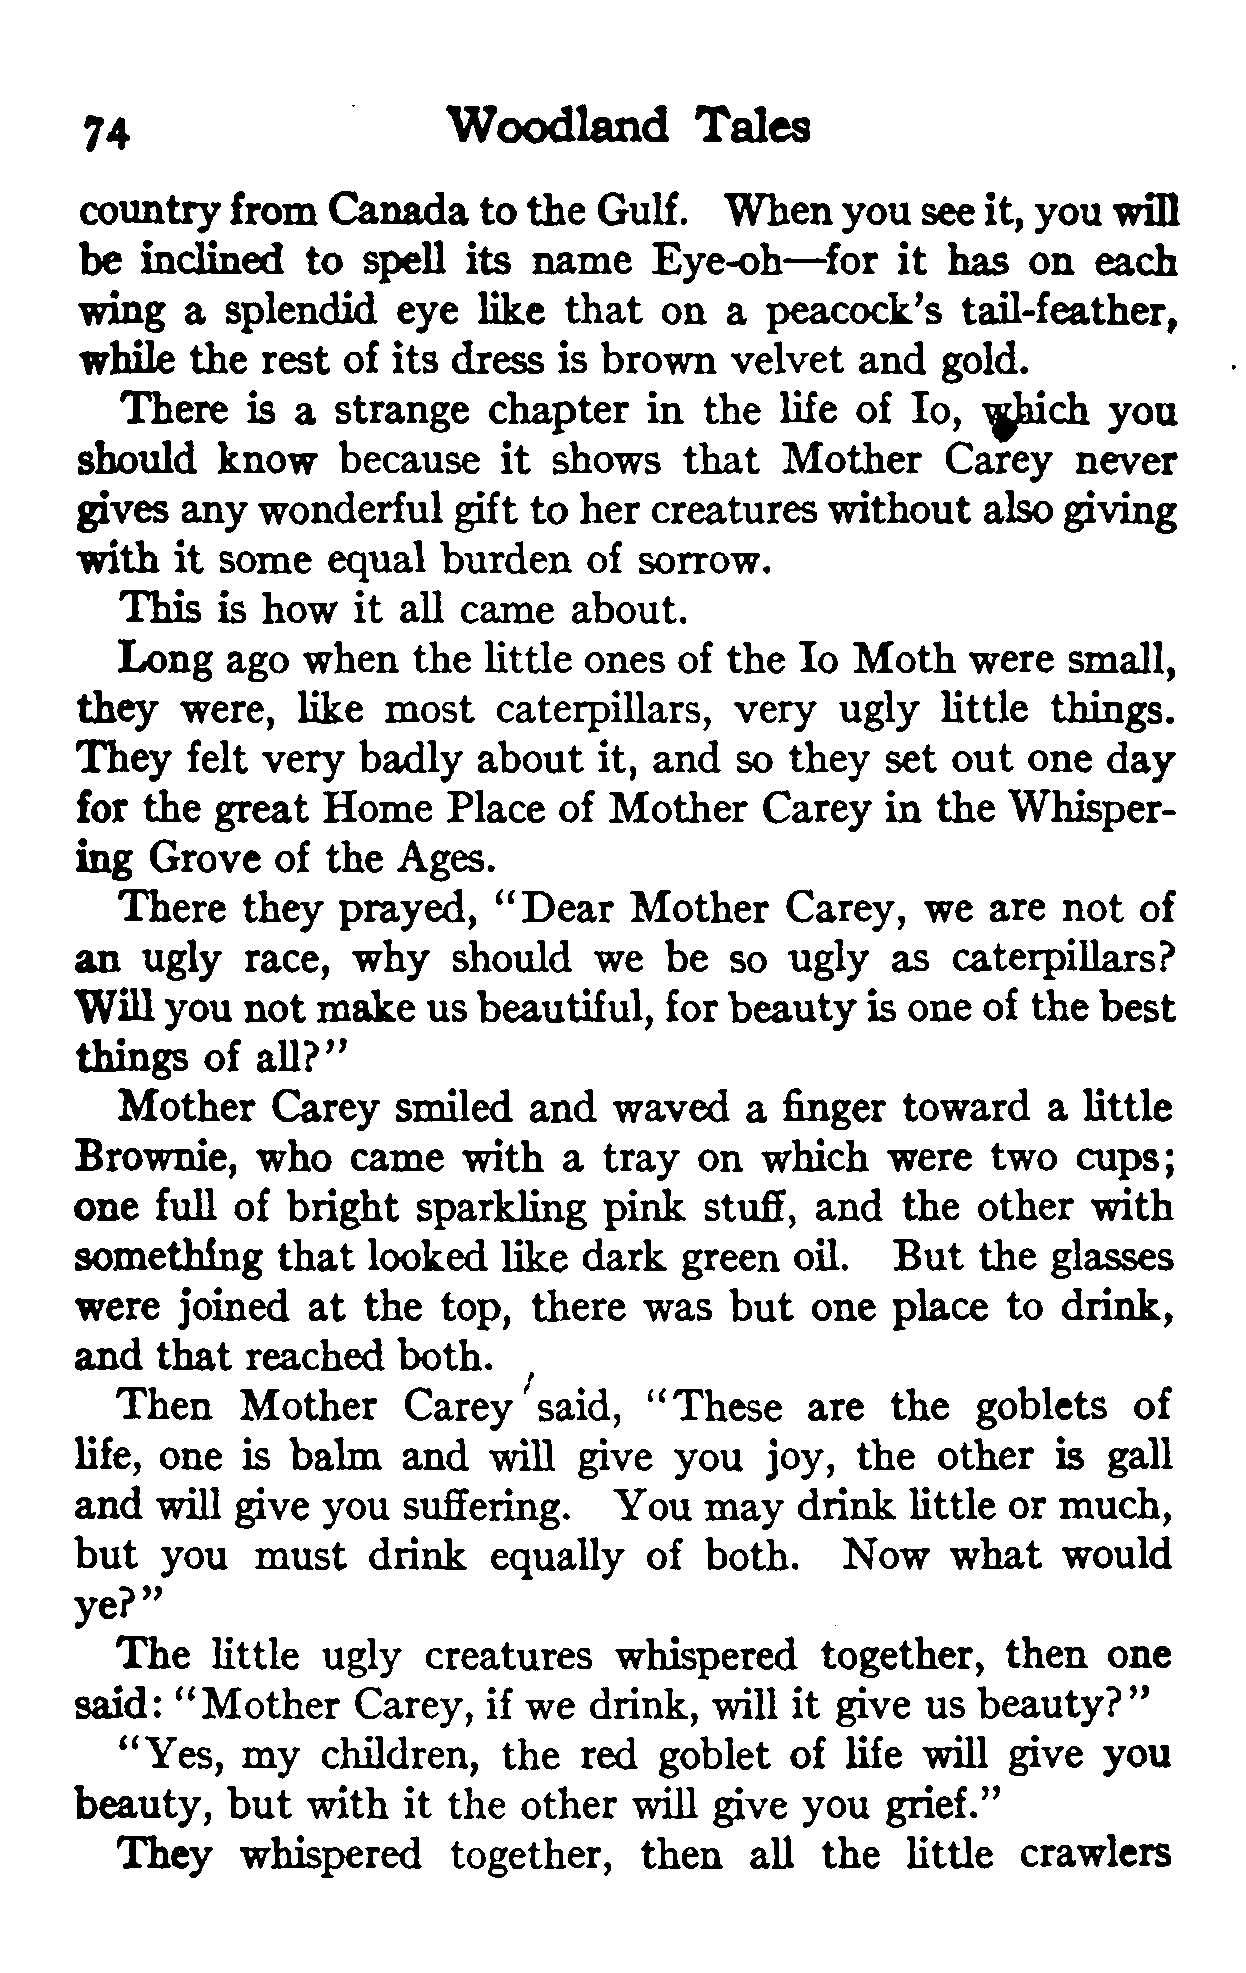 74 Woodland Tales
country from Canada to the Gulf. When you see it, you will
be inclined to spell its name Eye-oh—for it has on each
wing a splendid eye like that on a peacock's tail-feather,
while the rest of its dress is brown velvet and gold.
There is a strange chapter in the life of Io, which you
should know because it shows that Mother Carey never
gives any wonderful gift to her creatures without also giving
with it some equal burden of sorrow.
This is how it all came about.
Long ago when the little ones of the Io Moth were small,
they were, like most caterpillars, very ugly little things.
They felt very badly about it, and so they set out one day
for the great Home Place of Mother Carey in the Whisper-
ing Grove of the Ages.
There they prayed, "Dear Mother Carey, we are not of
an ugly race, why should we be so ugly as caterpillars?
Will you not make us beautiful, for beauty is one of the best
things of all?"
Mother Carey smiled and waved a finger toward a little
Brownie, who came with a tray on which were two cups;
one full of bright sparkling pink stuff, and the other with
something that looked like dark green oil. But the glasses
were joined at the top, there was but one place to drink,
and that reached both.
Then Mother Carey said, "These are the goblets of
life, one is balm and will give you joy, the other is gall
and will give you suffering. You may drink little or much,
but you must drink equally of both. Now what would
ye?"
The little ugly creatures whispered together, then one
said: "Mother Carey, if we drink, will it give us beauty?"
"Yes, my children, the red goblet of life will give you
beauty, but with it the other will give you grief."
They whispered together, then all the little crawlers